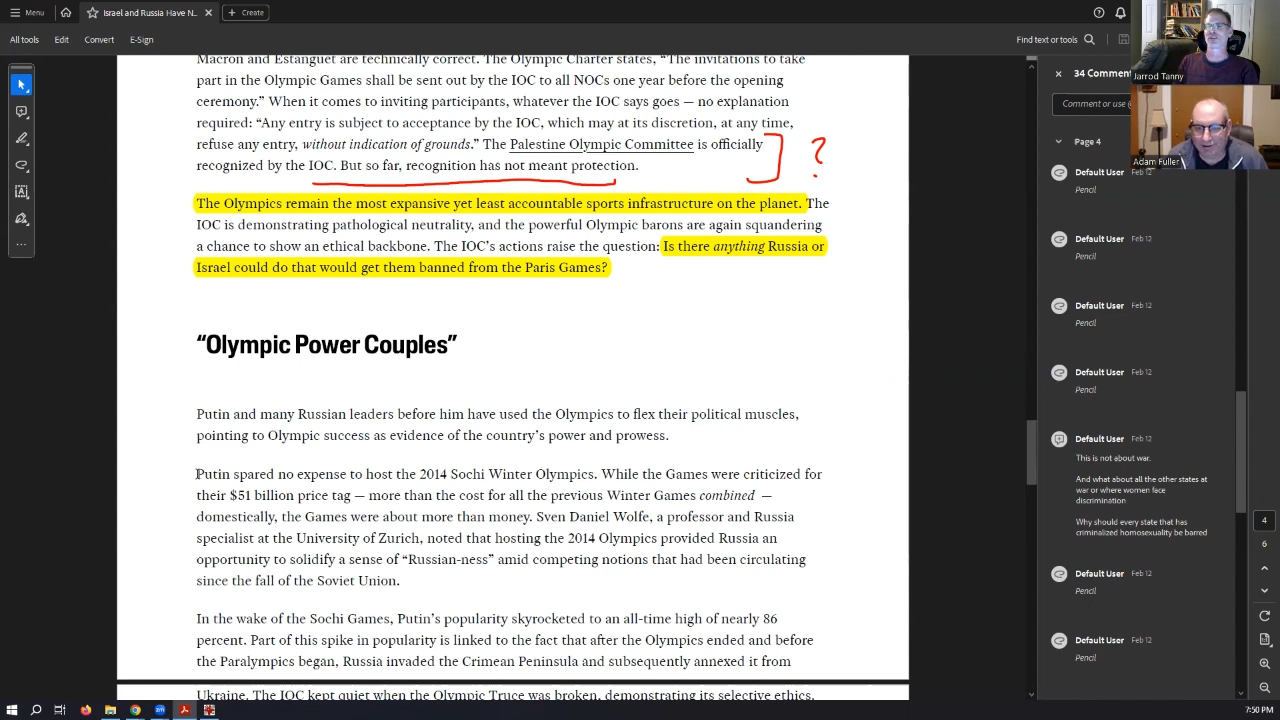 Menu
Israel and Russia Have N...
Create
All tools
Edit
Convert
E-Sign
Find text or tools
Macron and Estanguet are technically correct. The Olympic Charter states, “The invitations to take
part in the Olympic Games shall be sent out by the IOC to all NOCs one year before the opening
ceremony.” When it comes to inviting participants, whatever the IOC says goes — no explanation
required: “Any entry is subject to acceptance by the IOC, which may at its discretion, at any time,
refuse any entry, without indication of grounds.” The Palestine Olympic Committee is officially
recognized by the IOC. But so far, recognition has not meant protection.
?
The Olympics remain the most expansive yet least accountable sports infrastructure on the planet. The
IOC is demonstrating pathological neutrality, and the powerful Olympic barons are again squandering
a chance to show an ethical backbone. The IOC’s actions raise the question: Is there anything Russia or
Israel could do that would get them banned from the Paris Games?
“Olympic Power Couples”
Putin and many Russian leaders before him have used the Olympics to flex their political muscles,
pointing to Olympic success as evidence of the country’s power and prowess.
Putin spared no expense to host the 2014 Sochi Winter Olympics. While the Games were criticized for
their $51 billion price tag — more than the cost for all the previous Winter Games combined —
domestically, the Games were about more than money. Sven Daniel Wolfe, a professor and Russia
specialist at the University of Zurich, noted that hosting the 2014 Olympics provided Russia an
opportunity to solidify a sense of “Russian-ness” amid competing notions that had been circulating
since the fall of the Soviet Union.
In the wake of the Sochi Games, Putin’s popularity skyrocketed to an all-time high of nearly 86
percent. Part of this spike in popularity is linked to the fact that after the Olympics ended and before
the Paralympics began, Russia invaded the Crimean Peninsula and subsequently annexed it from
Ukraine. The IOC kept quiet when the Olympic Truce was broken, demonstrating its selective ethics,
Jarrod Tanny
Adam Fuller
34 Comme
Comment or use @
Page 4
Default User Feb 12
Pencil
Default User Feb 12
Pencil
Default User Feb 12
Pencil
Default User Feb 12
Pencil
Default User Feb 12
This is not about war.
And what about all the other states at
war or where women face
discrimination
Why should every state that has
criminalized homosexuality be barred
Default User Feb 12
Pencil
Default User Feb 12
Pencil
4
6
7:50 PM